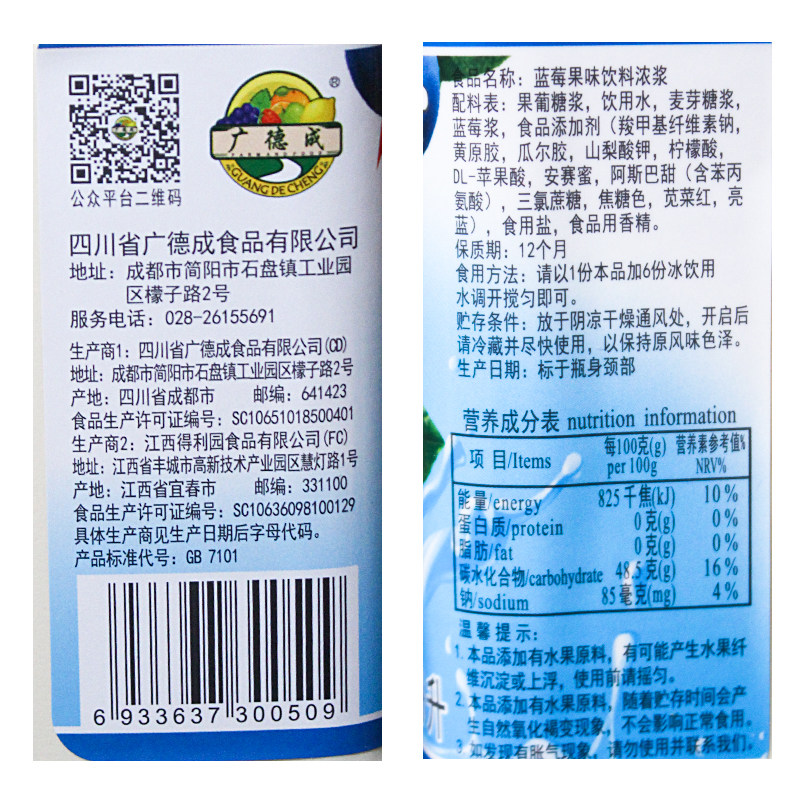 广德成
GUANG DE CHENG
®
公众平台二维码
四川省广德成食品有限公司
地址：成都市简阳市石盘镇工业园
区檬子路2号
服务电话：028-26155691
生产商1：四川省广德成食品有限公司(CD)
地址：成都市简阳市石盘镇工业园区檬子路2号
产地：四川省成都市 邮编：641423
食品生产许可证编号：SC10651018500401
生产商2：江西得利园食品有限公司(FC)
地址：江西省丰城市高新技术产业园区慧灯路1号
产地：江西省宜春市 邮编：331100
食品生产许可证编号：SC10636098100129
具体生产商见生产日期后字母代码。
产品标准代号：GB 7101
6 933637 300509
食品名称：蓝莓果味饮料浓浆
配料表：果葡糖浆，饮用水，麦芽糖浆，
蓝莓浆，食品添加剂（羧甲基纤维素钠，
黄原胶，瓜尔胶，山梨酸钾，柠檬酸，
DL-苹果酸，安赛蜜，阿斯巴甜（含苯丙
氨酸），三氯蔗糖，焦糖色，苋菜红，亮
蓝），食用盐，食品用香精。
保质期：12个月
食用方法：请以1份本品加6份冰饮用
水调开搅匀即可。
贮存条件：放于阴凉干燥通风处，开启后
请冷藏并尽快使用，以保持原风味色泽。
生产日期：标于瓶身颈部
营养成分表 nutrition information
项 目/Items 每100克(g) per 100g 营养素参考值% NRV%
能量/energy 825 千焦(kJ) 10%
蛋白质/protein 0 克(g) 0%
脂肪/fat 0 克(g) 0%
碳水化合物/carbohydrate 48.5 克(g) 16%
钠/sodium 85 毫克(mg) 4%
温馨提示：
1. 本品添加有水果原料，有可能产生水果纤
维沉淀或上浮，使用前请摇匀。
2. 本品添加有水果原料，随着贮存时间会产
生自然氧化褐变现象，不会影响正常食用。
3. 如发现有胀气现象，请勿使用并联系我们。
升